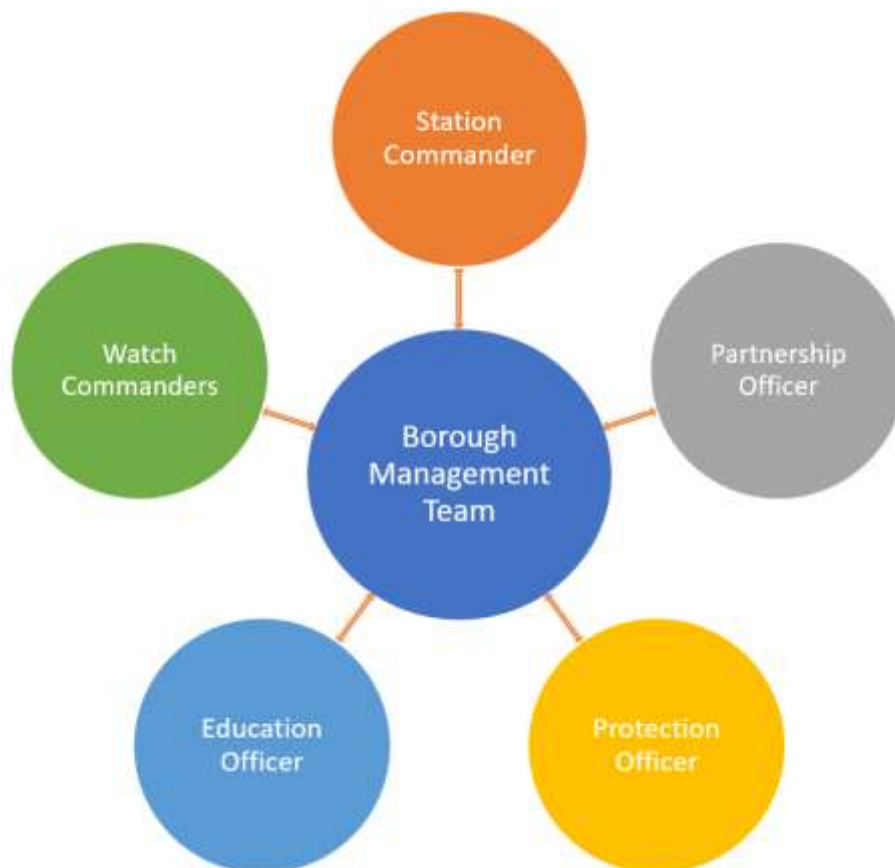 Station
Commander
Watch
Commanders
Partnership
Officer
Borough
Management
Team
Education
Officer
Protection
Officer